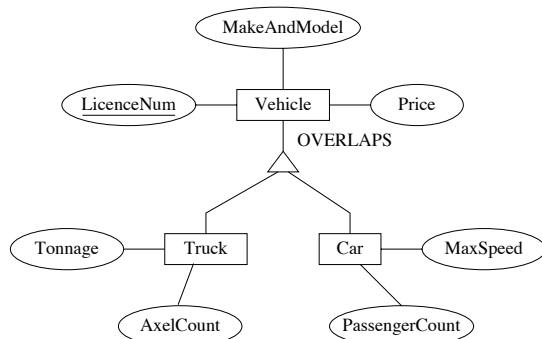 MakeAndModel
LicenceNum
Vehicle
Price
OVERLAPS
Tonnage
Truck
Car
MaxSpeed
AxelCount
PassengerCount